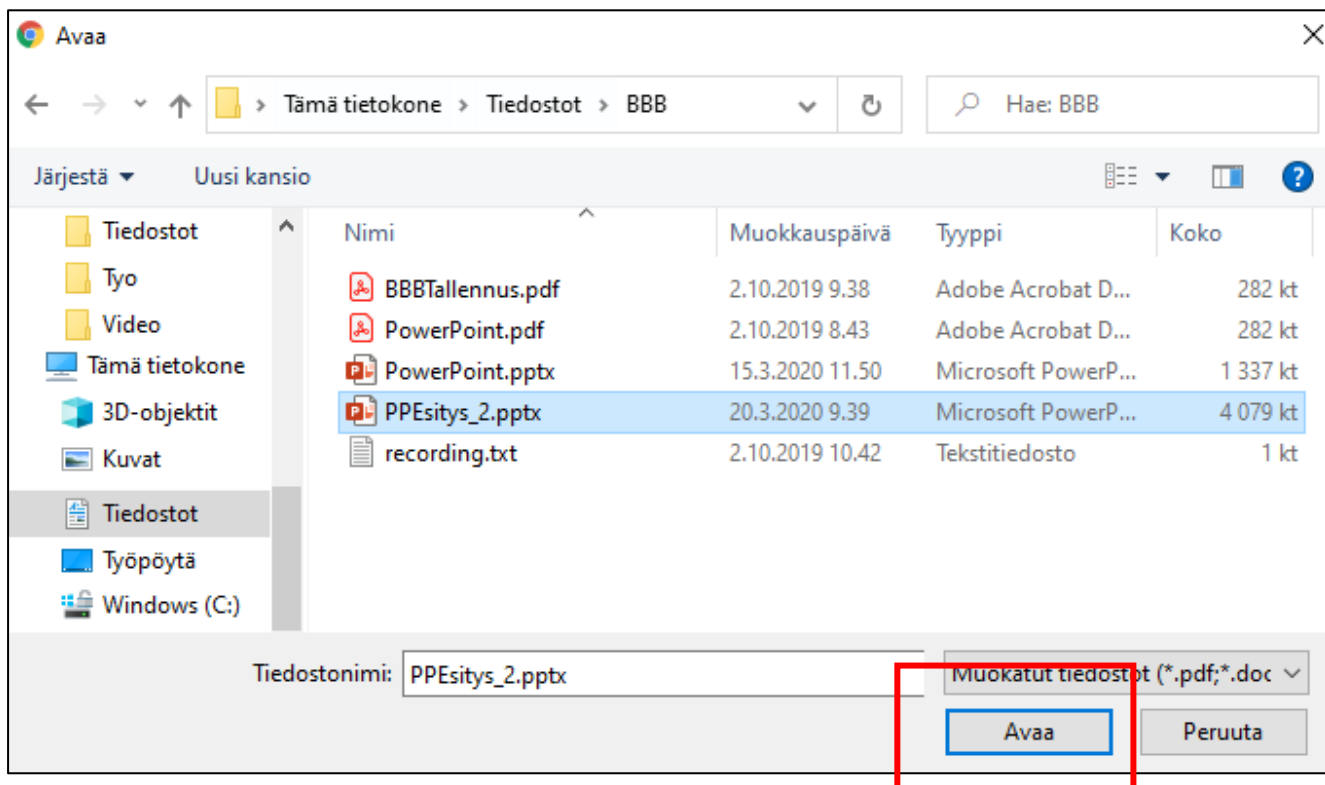 Avaa
Tämä tietokone > Tiedostot > BBB
Hae: BBB
Järjestä
Uusi kansio
?
Tiedostot
Tyo
Video
Tämä tietokone
3D-objektit
Kuvat
Tiedostot
Työpöytä
Windows (C:)
Nimi Muokkauspäivä Tyyppi Koko
BBBTallennus.pdf 2.10.2019 9.38 Adobe Acrobat D... 282 kt
PowerPoint.pdf 2.10.2019 8.43 Adobe Acrobat D... 282 kt
PowerPoint.pptx 15.3.2020 11.50 Microsoft PowerP... 1 337 kt
PPEsitys_2.pptx 20.3.2020 9.39 Microsoft PowerP... 4 079 kt
recording.txt 2.10.2019 10.42 Tekstitiedosto 1 kt
Tiedostonimi: PPEsitys_2.pptx
Muokatut tiedostot (*.pdf;*.doc
Avaa Peruuta